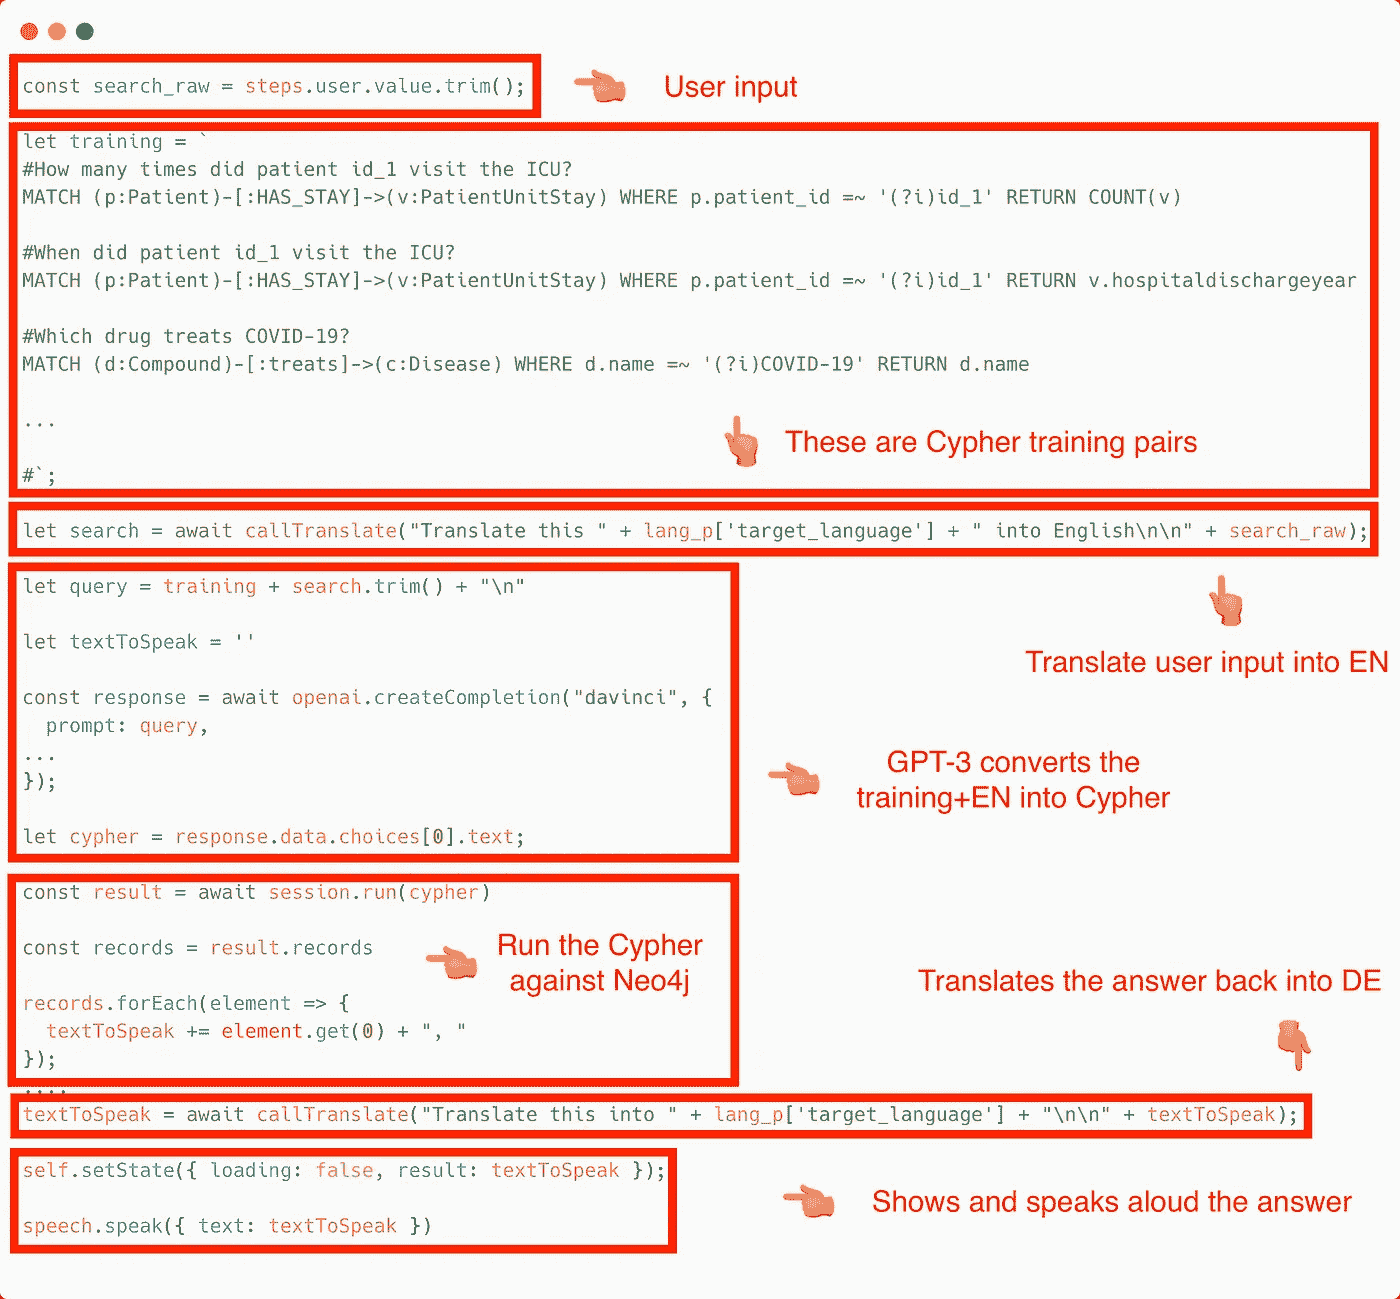 const search_raw = steps.user.value.trim();
User input
let training = `
#How many times did patient id_1 visit the ICU?
MATCH (p:Patient)-[:HAS_STAY]->(v:PatientUnitStay) WHERE p.patient_id =~ '(?i)id_1' RETURN COUNT(v)
#When did patient id_1 visit the ICU?
MATCH (p:Patient)-[:HAS_STAY]->(v:PatientUnitStay) WHERE p.patient_id =~ '(?i)id_1' RETURN v.hospitaldischargeyear
#Which drug treats COVID-19?
MATCH (d:Compound)-[:treats]->(c:Disease) WHERE d.name =~ '(?i)COVID-19' RETURN d.name
...
These are Cypher training pairs
#`;
let search = await callTranslate("Translate this " + lang_p['target_language'] + " into English\n\n" + search_raw);
Translate user input into EN
let query = training + search.trim() + "\n"
let textToSpeak = ''
const response = await openai.createCompletion("davinci", {
prompt: query,
...
});
let cypher = response.data.choices[0].text;
GPT-3 converts the
training+EN into Cypher
const result = await session.run(cypher)
const records = result.records
records.forEach(element => {
textToSpeak += element.get(0) + ", "
});
Run the Cypher
against Neo4j
....
Translates the answer back into DE
textToSpeak = await callTranslate("Translate this into " + lang_p['target_language'] + "\n\n" + textToSpeak);
self.setState({ loading: false, result: textToSpeak });
speech.speak({ text: textToSpeak })
Shows and speaks aloud the answer